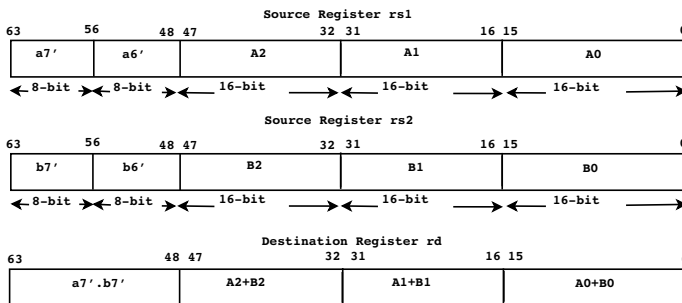 Source Register rs1
63 56 48 47 32 31 16 15
a7' a6' A2 A1 A0
8-bit 8-bit 16-bit 16-bit 16-bit
Source Register rs2
63 56 48 47 32 31 16 15
b7' b6' B2 B1 B0
8-bit 8-bit 16-bit 16-bit 16-bit
Destination Register rd
63 48 47 32 31 16 15
a7'.b7' A2+B2 A1+B1 A0+B0